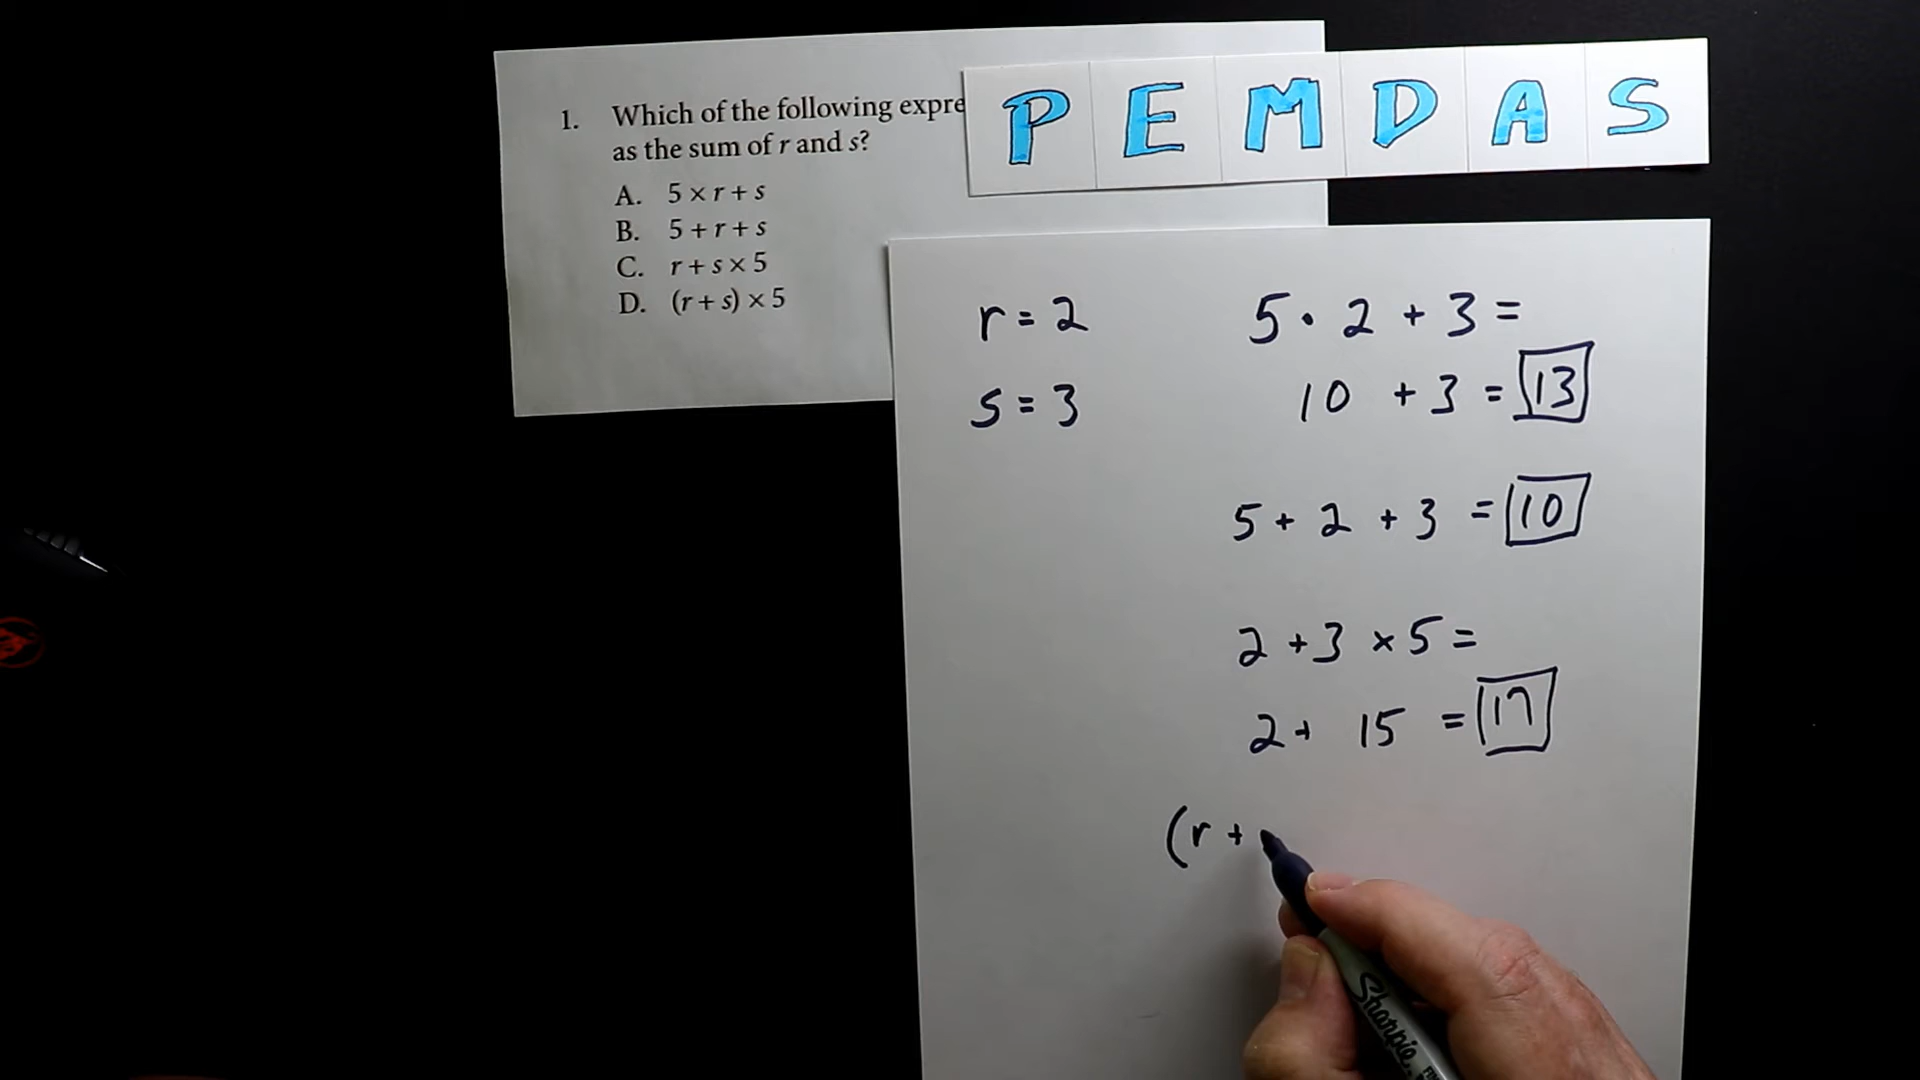 1. Which of the following expre
as the sum of r and s?
A. 5 × r + s
B. 5 + r + s
C. r + s × 5
D. (r + s) × 5
P E M D A S
r = 2
s = 3
5 · 2 + 3 =
10 + 3 = 13
5 + 2 + 3 = 10
2 + 3 × 5 =
2 + 15 = 17
(r +
Sharpie